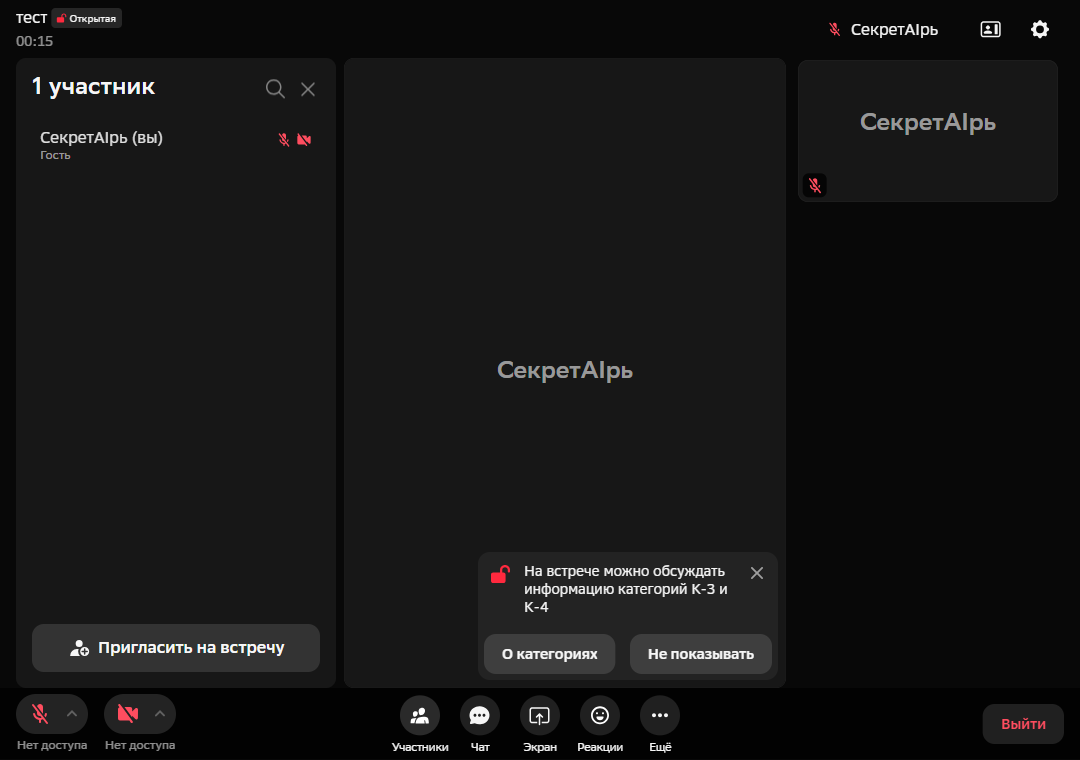 тест
Открытая
00:15
СекретAIрь
1 участник
СекретAIрь (вы)
Гость
СекретAIрь
СекретAIрь
На встрече можно обсуждать
информацию категорий К-3 и
К-4
О категориях
Не показывать
Пригласить на встречу
Нет доступа
Нет доступа
Участники
Чат
Экран
Реакции
Ещё
Выйти